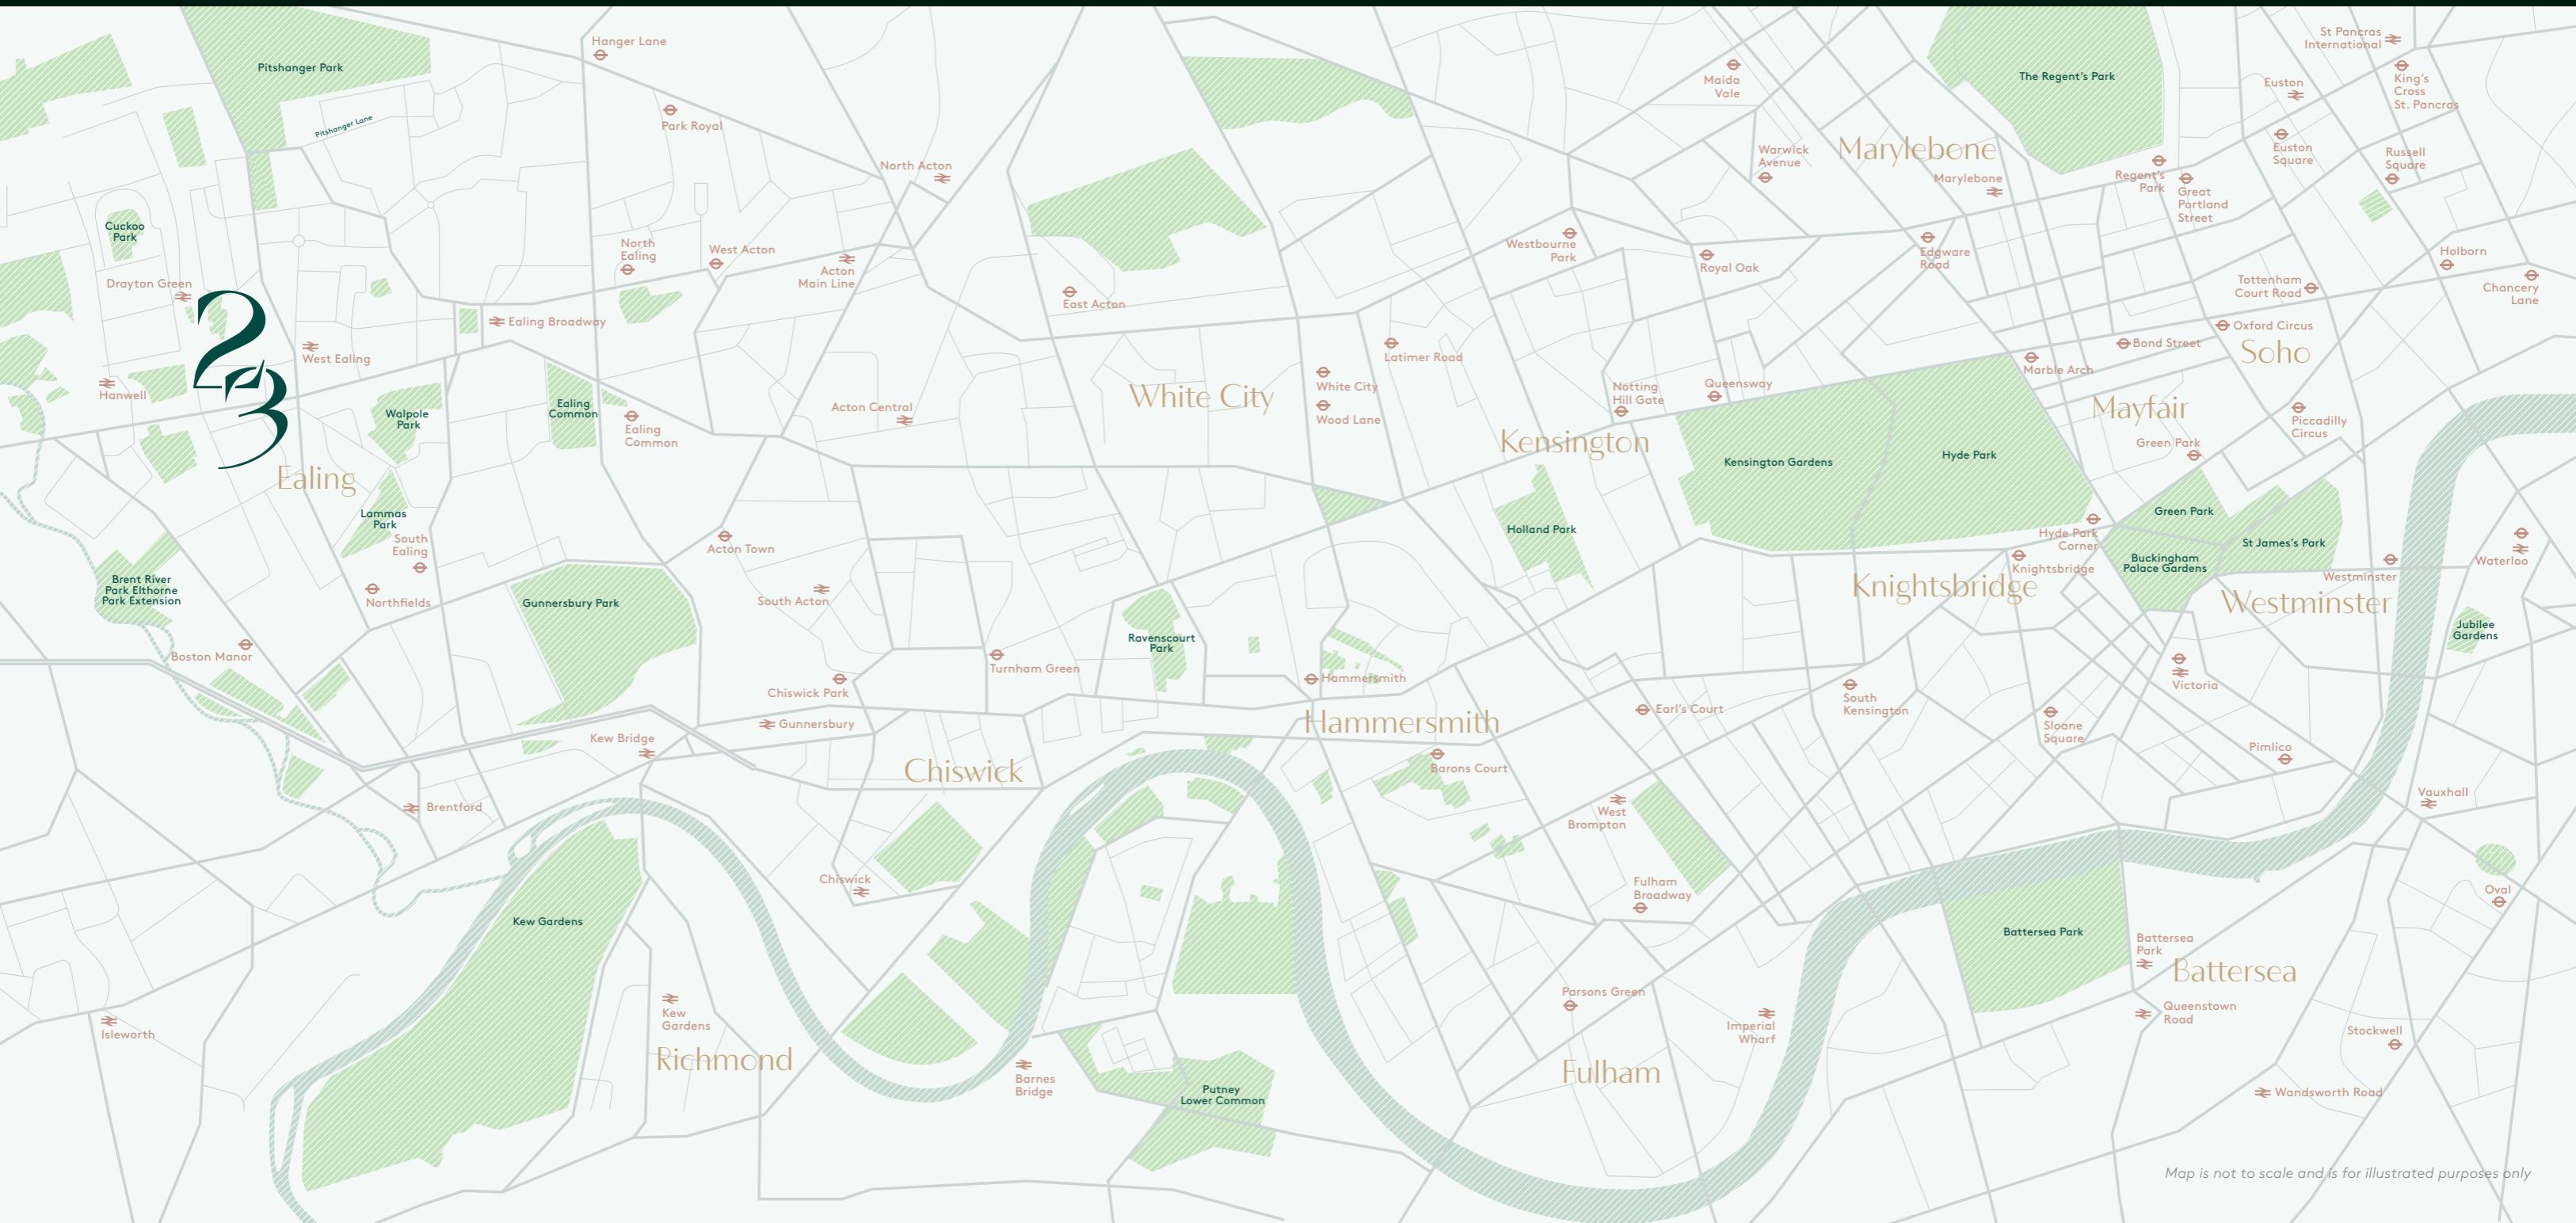 Pitshanger Park
Pitshanger Lane
Hanger Lane
Park Royal
North Acton
Maida
Vale
Warwick
Avenue
Marylebone
Marylebone
The Regent's Park
St Pancras
International
King's
Cross
St. Pancras
Euston
Euston
Square
Russell
Square
Regent's
Park
Great
Portland
Street
Cuckoo
Park
Drayton Green
North
Ealing
West Acton
Acton
Main Line
East Acton
Westbourne
Park
Royal Oak
Edgware
Road
Holborn
Tottenham
Court Road
Chancery
Lane
23
Ealing Broadway
West Ealing
Hanwell
Walpole
Park
Ealing
Common
Ealing
Common
Acton Central
White City
White City
Wood Lane
Latimer Road
Notting
Hill Gate
Queensway
Kensington
Kensington Gardens
Hyde Park
Oxford Circus
Bond Street
Marble Arch
Soho
Mayfair
Piccadilly
Circus
Green Park
Ealing
Lammas
Park
South
Ealing
Northfields
Brent River
Park Elthorne
Park Extension
Boston Manor
Gunnersbury Park
Acton Town
South Acton
Holland Park
Green Park
Hyde Park
Corner
Knightsbridge
Knightsbridge
Buckingham
Palace Gardens
St James's Park
Westminster
Westminster
Waterloo
Jubilee
Gardens
Ravenscourt
Park
Turnham Green
Chiswick Park
Gunnersbury
Hammersmith
Hammersmith
Earl's Court
South
Kensington
Victoria
Sloane
Square
Pimlico
Kew Bridge
Brentford
Chiswick
Barons Court
West
Brompton
Vauxhall
Chiswick
Fulham
Broadway
Oval
Kew Gardens
Battersea Park
Battersea
Park
Battersea
Queenstown
Road
Isleworth
Kew
Gardens
Richmond
Barnes
Bridge
Putney
Lower Common
Parsons Green
Imperial
Wharf
Fulham
Stockwell
Wandsworth Road
Map is not to scale and is for illustrated purposes only